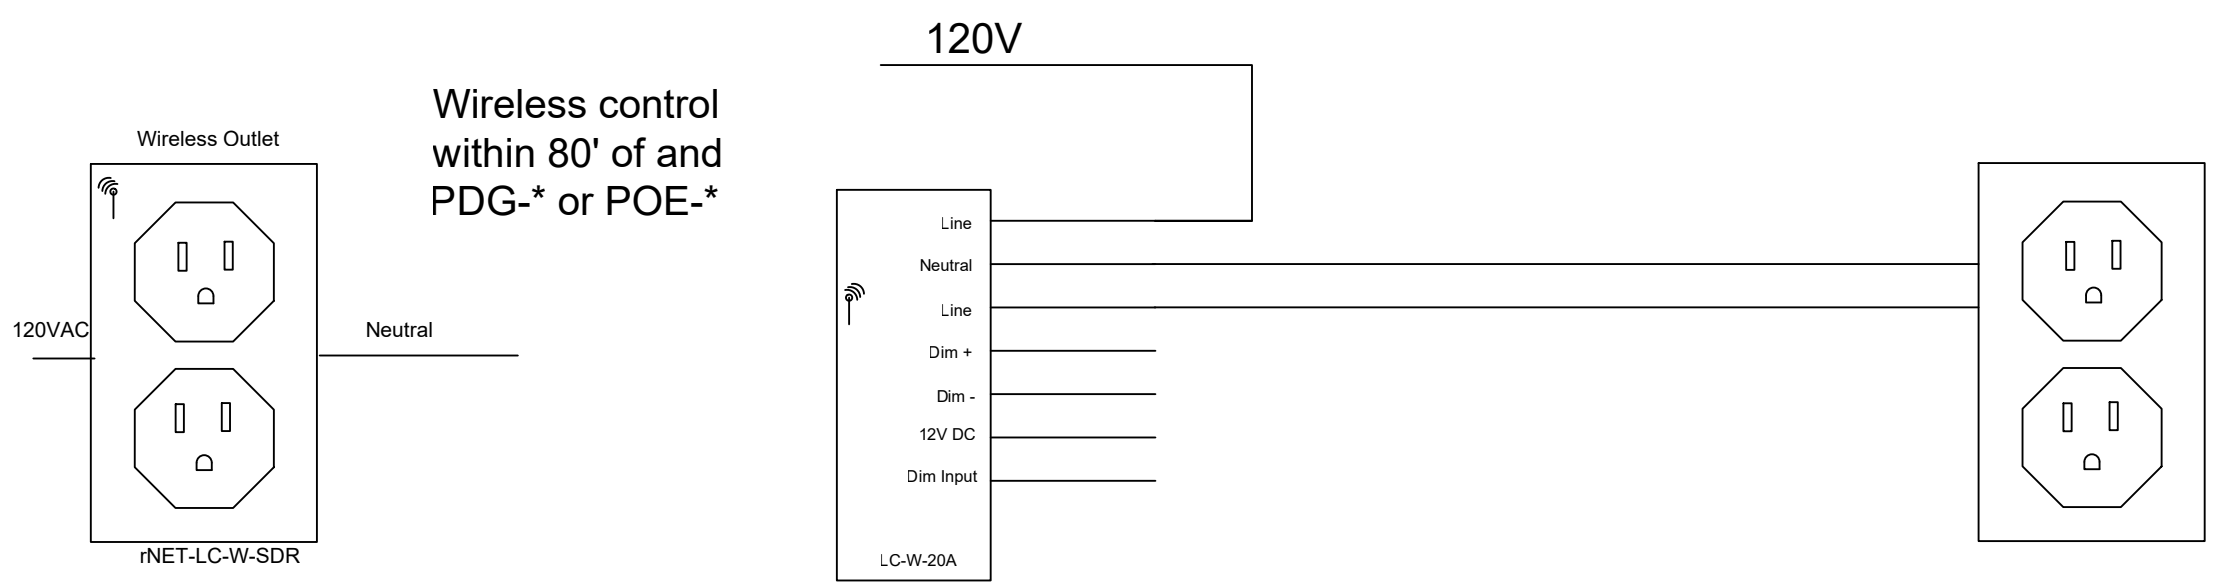 120V
Wireless control
within 80' of and
PDG-* or POE-*
Wireless Outlet
120VAC
Neutral
rNET-LC-W-SDR
Line
Neutral
Line
Dim +
Dim -
12V DC
Dim Input
LC-W-20A